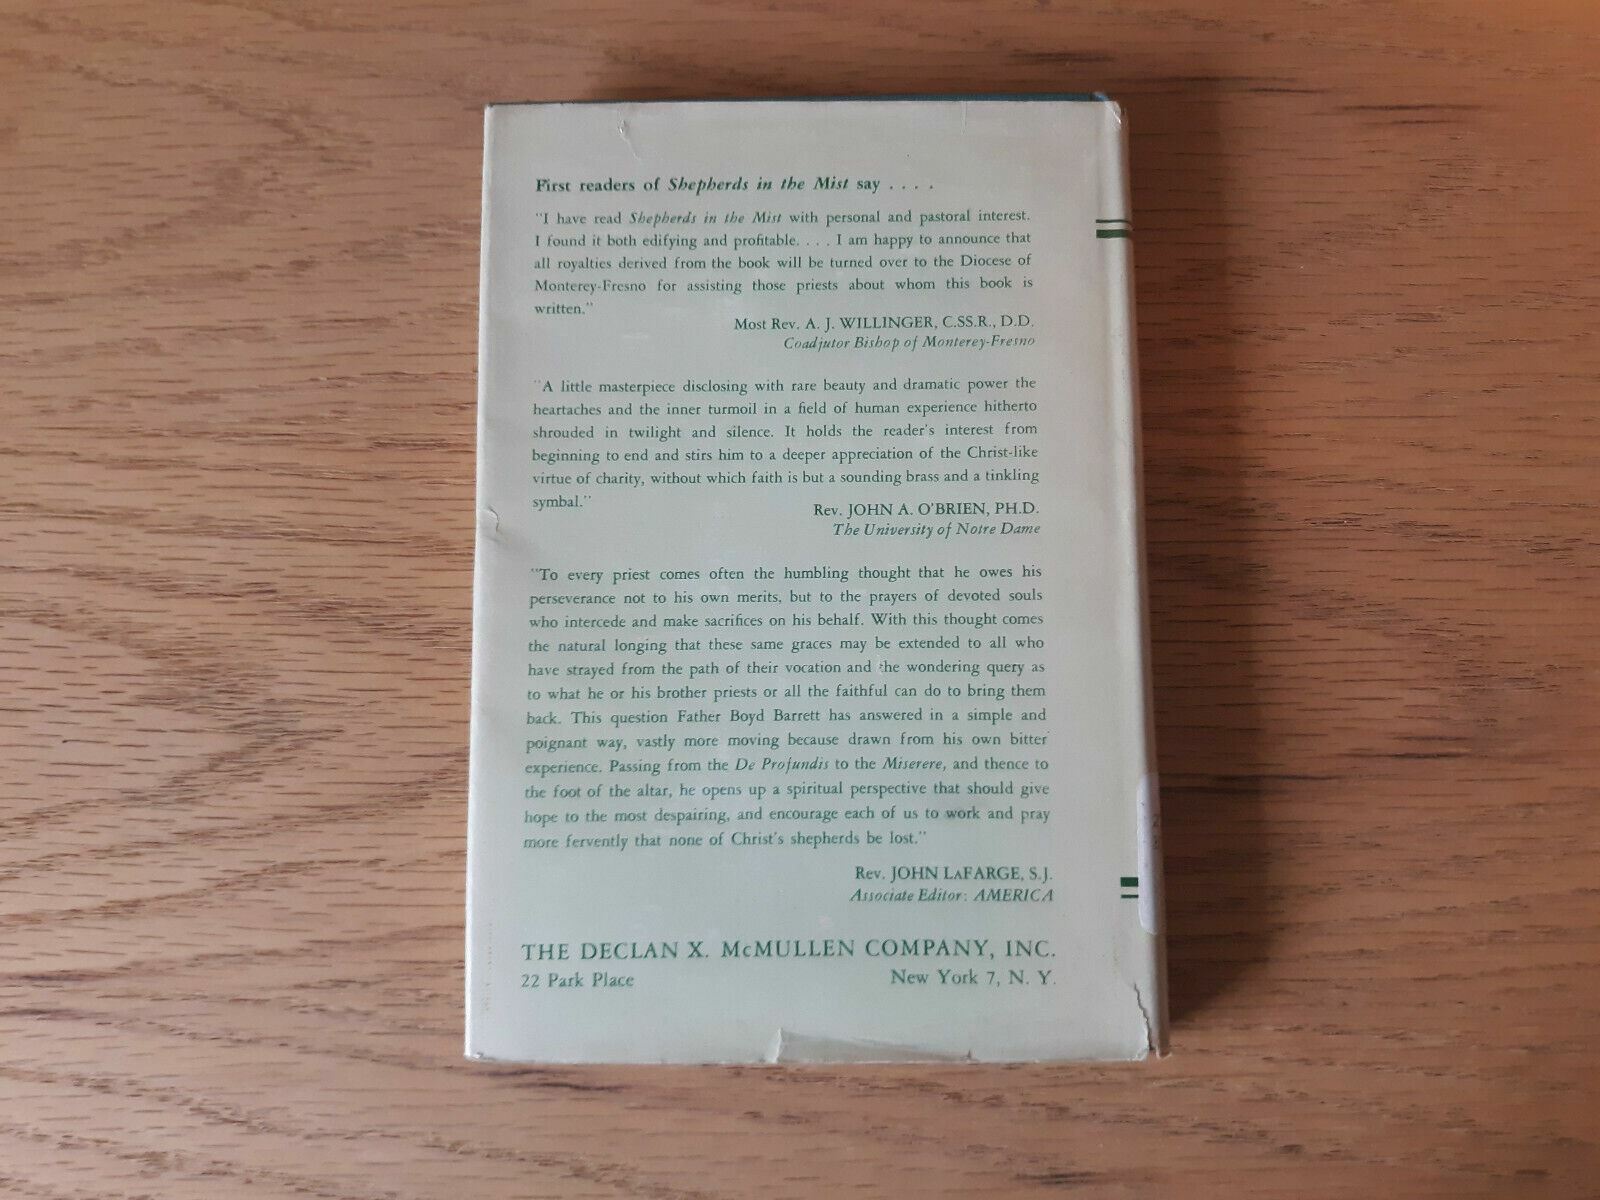 First readers of Shepherds in the Mist say . . . .
"I have read Shepherds in the Mist with personal and pastoral interest.
I found it both edifying and profitable. . . . I am happy to announce that
all royalties derived from the book will be turned over to the Diocese of
Monterey-Fresno for assisting those priests about whom this book is
written."
Most Rev. A. J. WILLINGER, C.SS.R., D.D.
Coadjutor Bishop of Monterey-Fresno
"A little masterpiece disclosing with rare beauty and dramatic power the
heartaches and the inner turmoil in a field of human experience hitherto
shrouded in twilight and silence. It holds the reader's interest from
beginning to end and stirs him to a deeper appreciation of the Christ-like
virtue of charity, without which faith is but a sounding brass and a tinkling
symbal."
Rev. JOHN A. O'BRIEN, PH.D.
The University of Notre Dame
"To every priest comes often the humbling thought that he owes his
perseverance not to his own merits, but to the prayers of devoted souls
who intercede and make sacrifices on his behalf. With this thought comes
the natural longing that these same graces may be extended to all who
have strayed from the path of their vocation and the wondering query as
to what he or his brother priests or all the faithful can do to bring them
back. This question Father Boyd Barrett has answered in a simple and
poignant way, vastly more moving because drawn from his own bitter
experience. Passing from the De Profundis to the Miserere, and thence to
the foot of the altar, he opens up a spiritual perspective that should give
hope to the most despairing, and encourage each of us to work and pray
more fervently that none of Christ's shepherds be lost."
Rev. JOHN LAFARGE, S.J.
Associate Editor: AMERICA
THE DECLAN X. McMULLEN COMPANY, INC.
22 Park Place New York 7, N. Y.